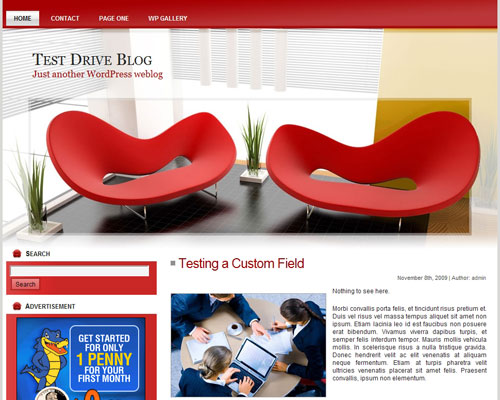 HOME CONTACT PAGE ONE WP GALLERY
Test Drive Blog
Just another WordPress weblog
Search
Search
Advertisement
GET STARTED
FOR ONLY
1 PENNY
FOR YOUR
FIRST MONTH
Testing a Custom Field
November 8th, 2009 | Author: admin
Nothing to see here.
Morbi convallis porta felis, et tincidunt risus pretium et.
Duis vel risus vel massa tempus aliquet sit amet non
ipsum. Etiam lacinia leo id est faucibus non posuere
erat bibendum. Vivamus viverra dapibus turpis, et
semper felis interdum tempor. Mauris mollis vehicula
mollis. In scelerisque risus a nulla tristique gravida.
Donec hendrerit velit ac elit venenatis at aliquam
neque fermentum. Etiam at turpis pharetra velit
ultricies venenatis placerat sit amet felis. Praesent
convallis, ipsum non elementum.